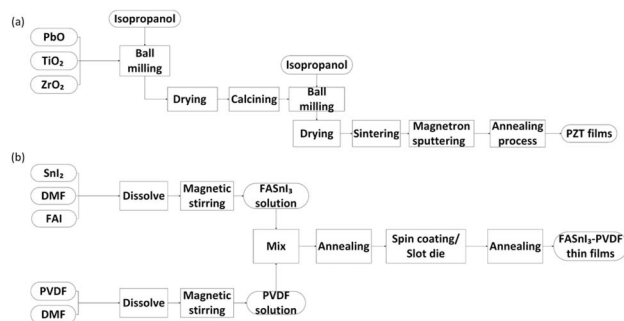 (a)
Isopropanol
PbO
TiO₂
ZrO₂
Ball
milling
Isopropanol
Drying
Calcining
Ball
milling
Drying
Sintering
Magnetron
sputtering
Annealing
process
PZT films
(b)
SnI₂
DMF
FAI
Dissolve
Magnetic
stirring
FASnI₃
solution
Mix
Annealing
Spin coating/
Slot die
Annealing
FASnI₃-PVDF
thin films
PVDF
DMF
Dissolve
Magnetic
stirring
PVDF
solution